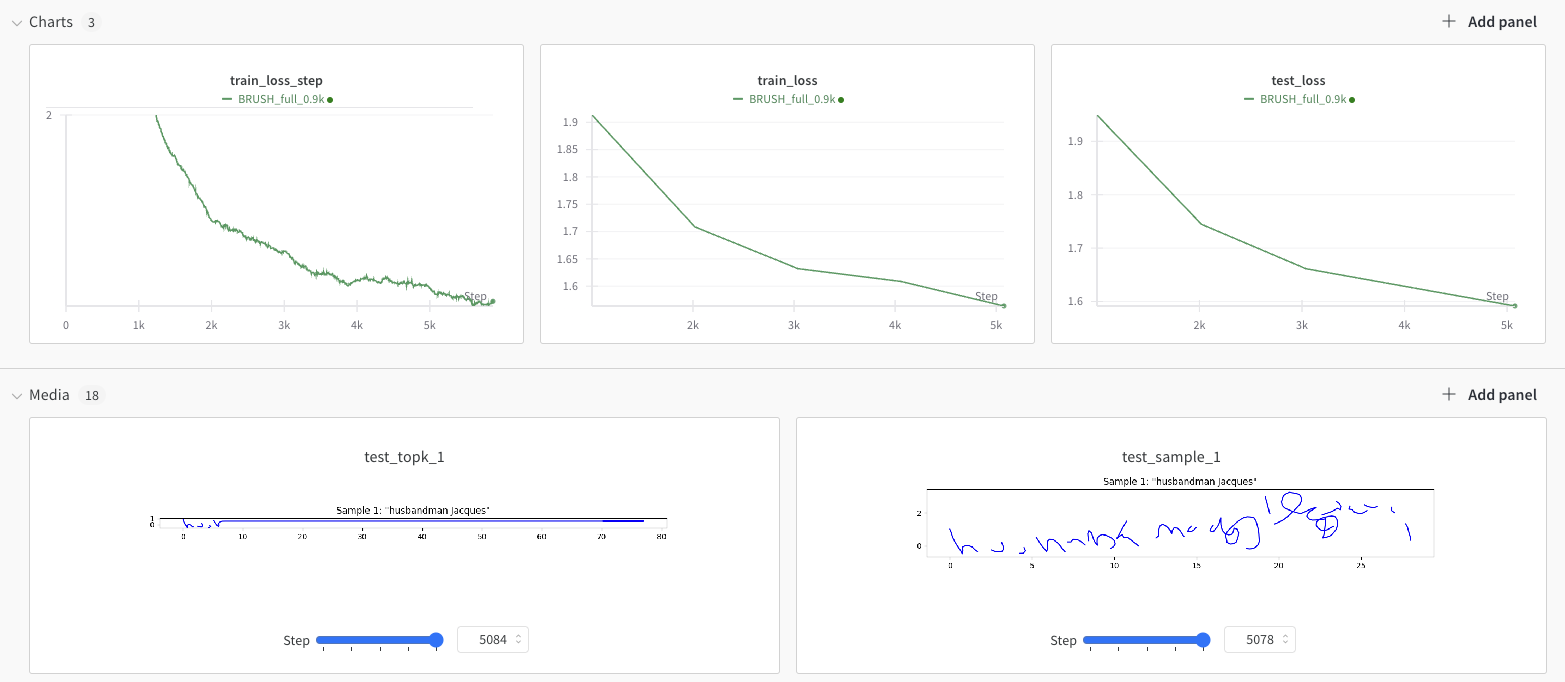 Charts 3
Add panel
train_loss_step
BRUSH_full_0.9k
2
Step
0 1k 2k 3k 4k 5k
train_loss
BRUSH_full_0.9k
1.9
1.85
1.8
1.75
1.7
1.65
1.6
Step
2k 3k 4k 5k
test_loss
BRUSH_full_0.9k
1.9
1.8
1.7
1.6
Step
2k 3k 4k 5k
Media 18
Add panel
test_topk_1
Sample 1: "husbandman Jacques"
1
0
0 10 20 30 40 50 60 70 80
Step 5084
test_sample_1
Sample 1: "husbandman Jacques"
2
0
0 5 10 15 20 25
Step 5078